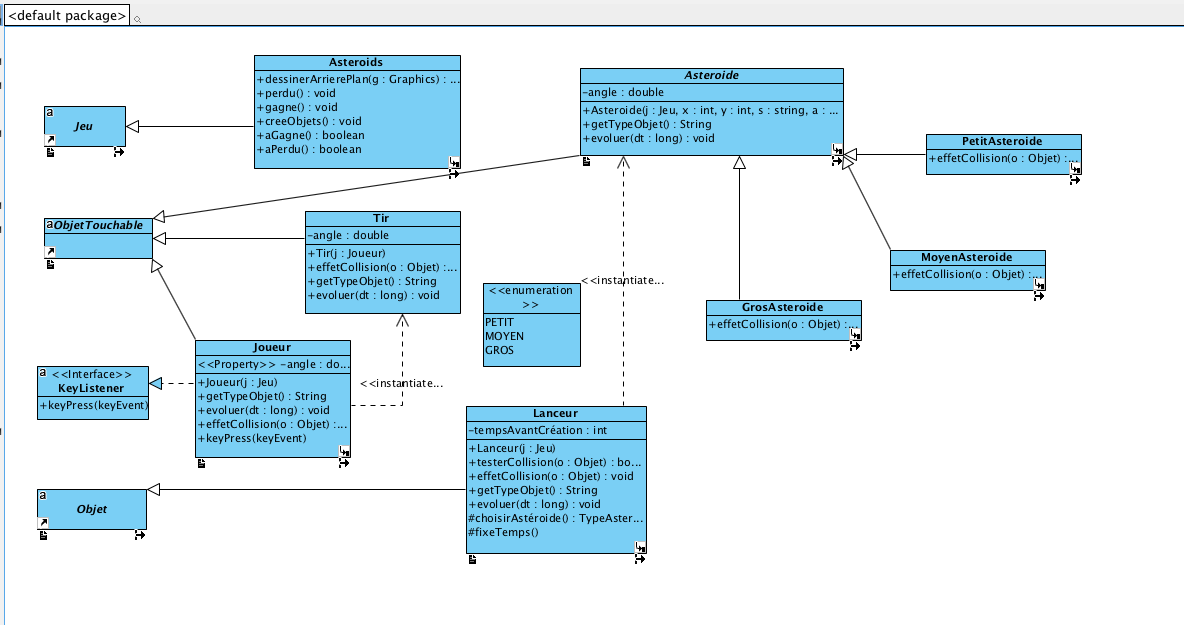 <default package>
Asteroids
+dessinerArrierePlan(g : Graphics) : ...
+perdu() : void
+gagne() : void
+creeObjets() : void
+aGagne() : boolean
+aPerdu() : boolean
a
Jeu
Asteroide
-angle : double
+Asteroide(j : Jeu, x : int, y : int, s : string, a : ...
+getTypeObjet() : String
+evoluer(dt : long) : void
PetitAsteroide
+effetCollision(o : Objet) :...
a
ObjetTouchable
Tir
-angle : double
+Tir(j : Joueur)
+effetCollision(o : Objet) :...
+getTypeObjet() : String
+evoluer(dt : long) : void
MoyenAsteroide
+effetCollision(o : Objet) :...
<<instantiate...
<<enumeration
>>
PETIT
MOYEN
GROS
GrosAsteroide
+effetCollision(o : Objet) :...
Joueur
<<Property>> -angle : do...
+Joueur(j : Jeu)
+getTypeObjet() : String
+evoluer(dt : long) : void
+effetCollision(o : Objet) :...
+keyPress(keyEvent)
a
<<Interface>>
KeyListener
+keyPress(keyEvent)
<<instantiate...
Lanceur
-tempsAvantCréation : int
+Lanceur(j : Jeu)
+testerCollision(o : Objet) : bo...
+effetCollision(o : Objet) : void
+getTypeObjet() : String
+evoluer(dt : long) : void
#choisirAstéroide() : TypeAster...
#fixeTemps()
a
Objet